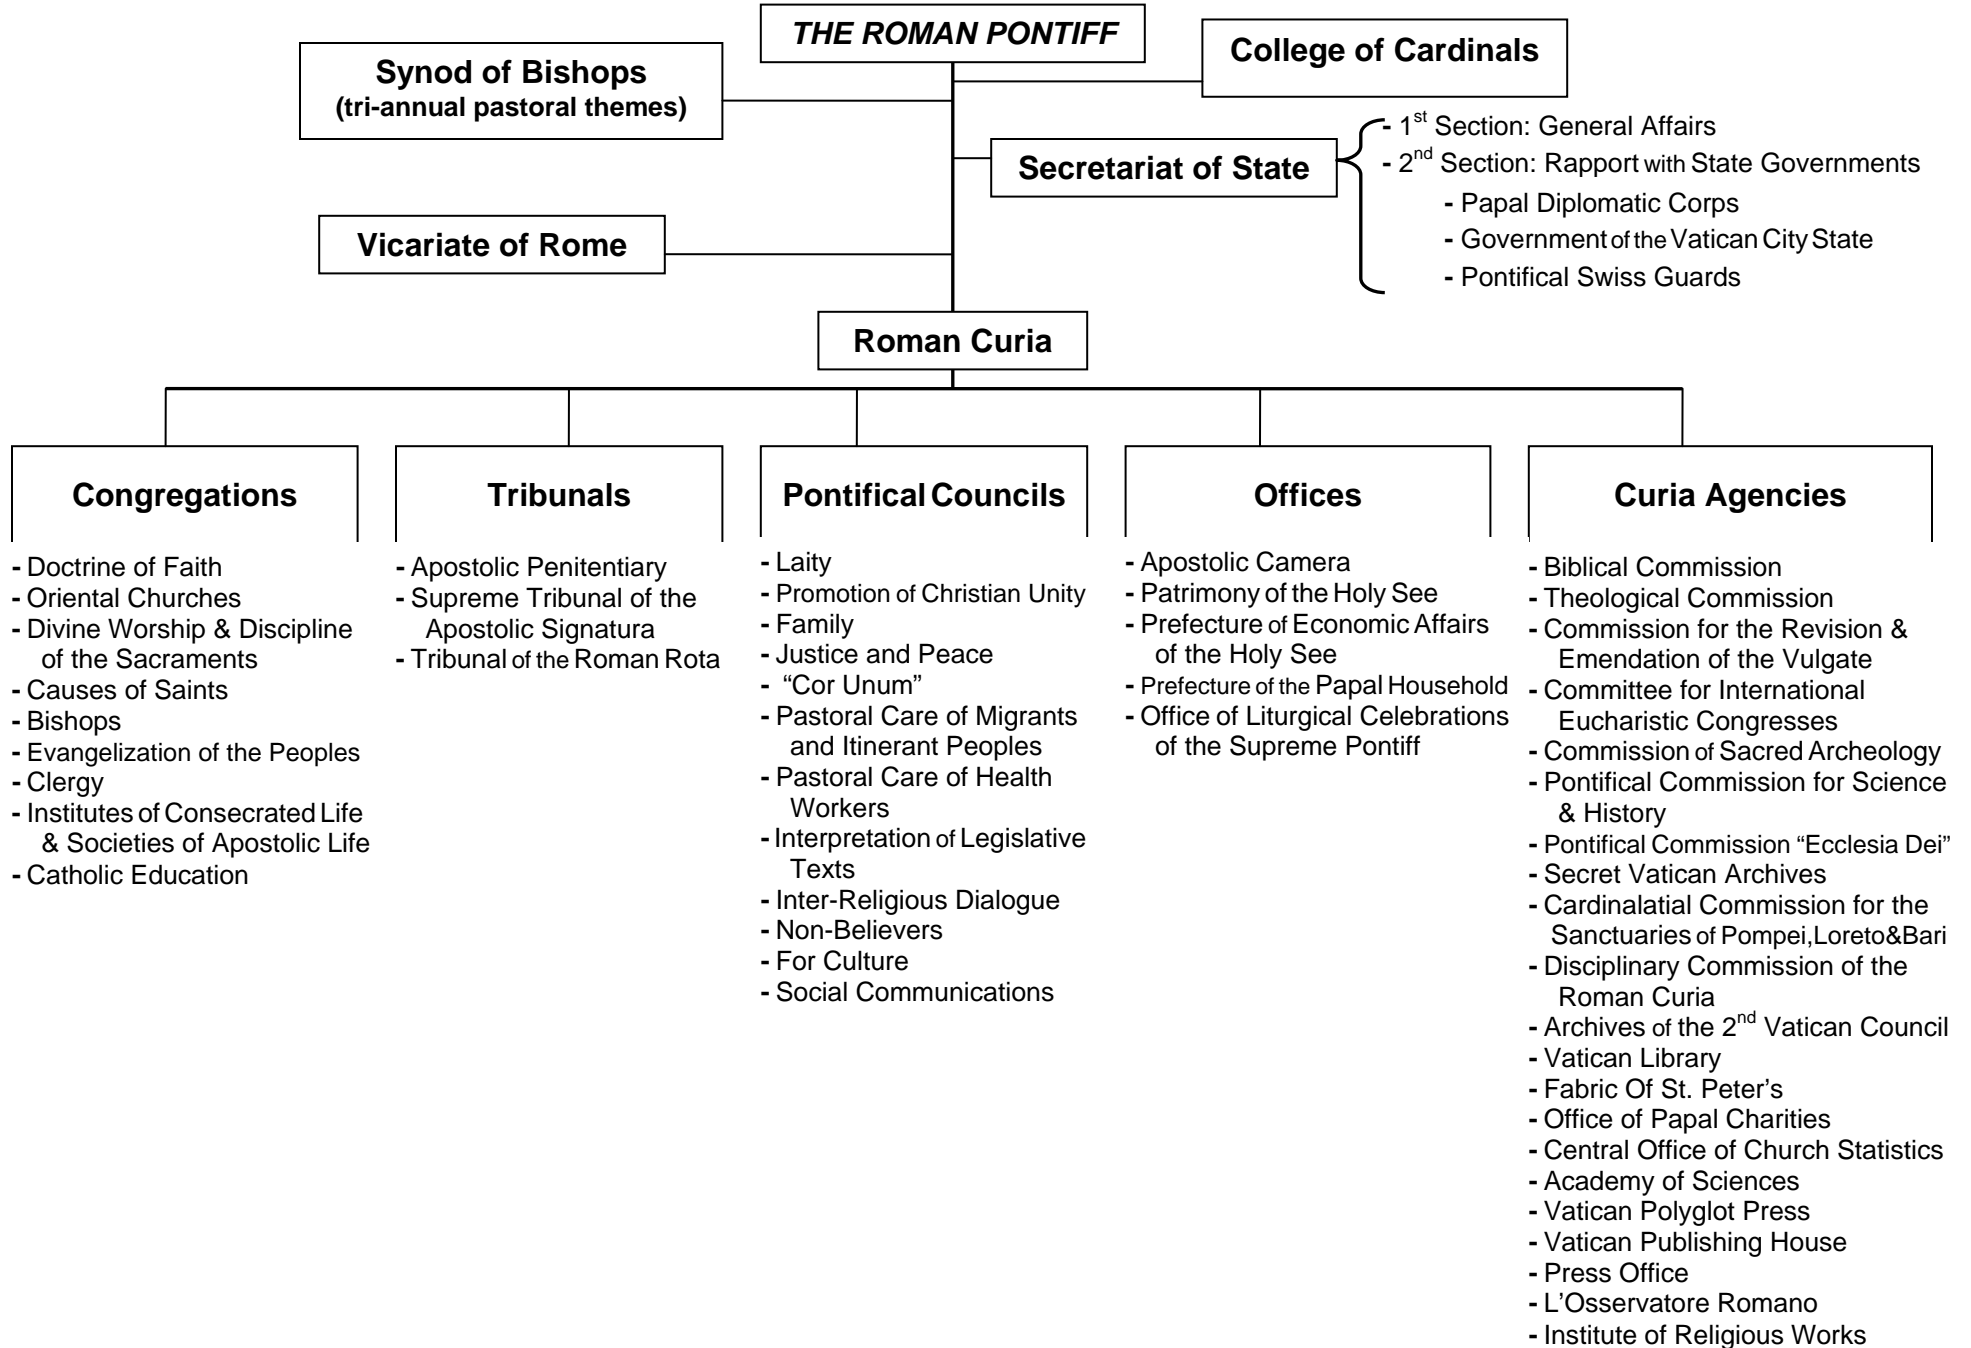 THE ROMAN PONTIFF
College of Cardinals
Synod of Bishops
(tri-annual pastoral themes)
Secretariat of State
- 1st Section: General Affairs
- 2nd Section: Rapport with State Governments
- Papal Diplomatic Corps
- Government of the Vatican City State
- Pontifical Swiss Guards
Vicariate of Rome
Roman Curia
Congregations
- Doctrine of Faith
- Oriental Churches
- Divine Worship & Discipline
of the Sacraments
- Causes of Saints
- Bishops
- Evangelization of the Peoples
- Clergy
- Institutes of Consecrated Life
& Societies of Apostolic Life
- Catholic Education
Tribunals
- Apostolic Penitentiary
- Supreme Tribunal of the
Apostolic Signatura
- Tribunal of the Roman Rota
Pontifical Councils
- Laity
- Promotion of Christian Unity
- Family
- Justice and Peace
- “Cor Unum”
- Pastoral Care of Migrants
and Itinerant Peoples
- Pastoral Care of Health
Workers
- Interpretation of Legislative
Texts
- Inter-Religious Dialogue
- Non-Believers
- For Culture
- Social Communications
Offices
- Apostolic Camera
- Patrimony of the Holy See
- Prefecture of Economic Affairs
of the Holy See
- Prefecture of the Papal Household
- Office of Liturgical Celebrations
of the Supreme Pontiff
Curia Agencies
- Biblical Commission
- Theological Commission
- Commission for the Revision &
Emendation of the Vulgate
- Committee for International
Eucharistic Congresses
- Commission of Sacred Archeology
- Pontifical Commission for Science
& History
- Pontifical Commission “Ecclesia Dei”
- Secret Vatican Archives
- Cardinalatial Commission for the
Sanctuaries of Pompei,Loreto&Bari
- Disciplinary Commission of the
Roman Curia
- Archives of the 2nd Vatican Council
- Vatican Library
- Fabric Of St. Peter’s
- Office of Papal Charities
- Central Office of Church Statistics
- Academy of Sciences
- Vatican Polyglot Press
- Vatican Publishing House
- Press Office
- L’Osservatore Romano
- Institute of Religious Works